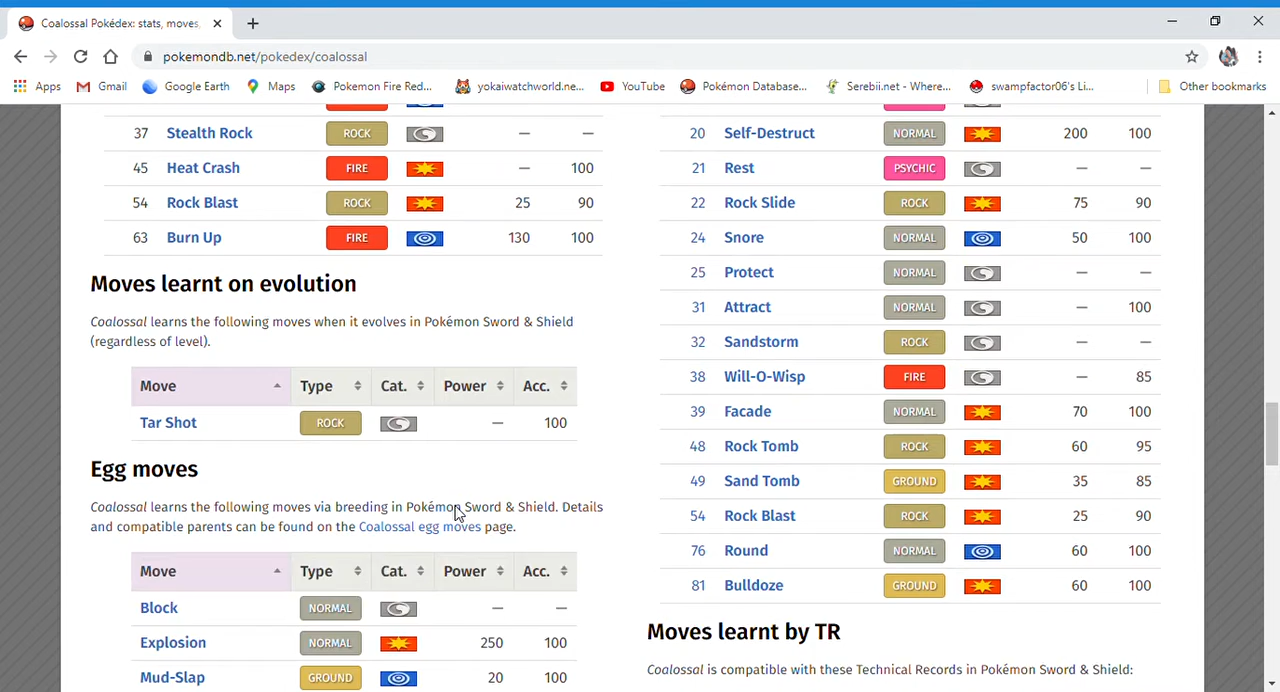 Coalossal Pokédex: stats, moves,
pokemondb.net/pokedex/coalossal
Apps Gmail Google Earth Maps Pokemon Fire Red... yokaiwatchworld.ne... YouTube Pokémon Database... Serebii.net - Where... swampfactor06's Li... Other bookmarks
37 Stealth Rock ROCK — —
45 Heat Crash FIRE — 100
54 Rock Blast ROCK 25 90
63 Burn Up FIRE 130 100
Moves learnt on evolution
Coalossal learns the following moves when it evolves in Pokémon Sword & Shield
(regardless of level).
Move Type Cat. Power Acc.
Tar Shot ROCK — 100
Egg moves
Coalossal learns the following moves via breeding in Pokémon Sword & Shield. Details
and compatible parents can be found on the Coalossal egg moves page.
Move Type Cat. Power Acc.
Block NORMAL — —
Explosion NORMAL 250 100
Mud-Slap GROUND 20 100
20 Self-Destruct NORMAL 200 100
21 Rest PSYCHIC — —
22 Rock Slide ROCK 75 90
24 Snore NORMAL 50 100
25 Protect NORMAL — —
31 Attract NORMAL — 100
32 Sandstorm ROCK — —
38 Will-O-Wisp FIRE — 85
39 Facade NORMAL 70 100
48 Rock Tomb ROCK 60 95
49 Sand Tomb GROUND 35 85
54 Rock Blast ROCK 25 90
76 Round NORMAL 60 100
81 Bulldoze GROUND 60 100
Moves learnt by TR
Coalossal is compatible with these Technical Records in Pokémon Sword & Shield: